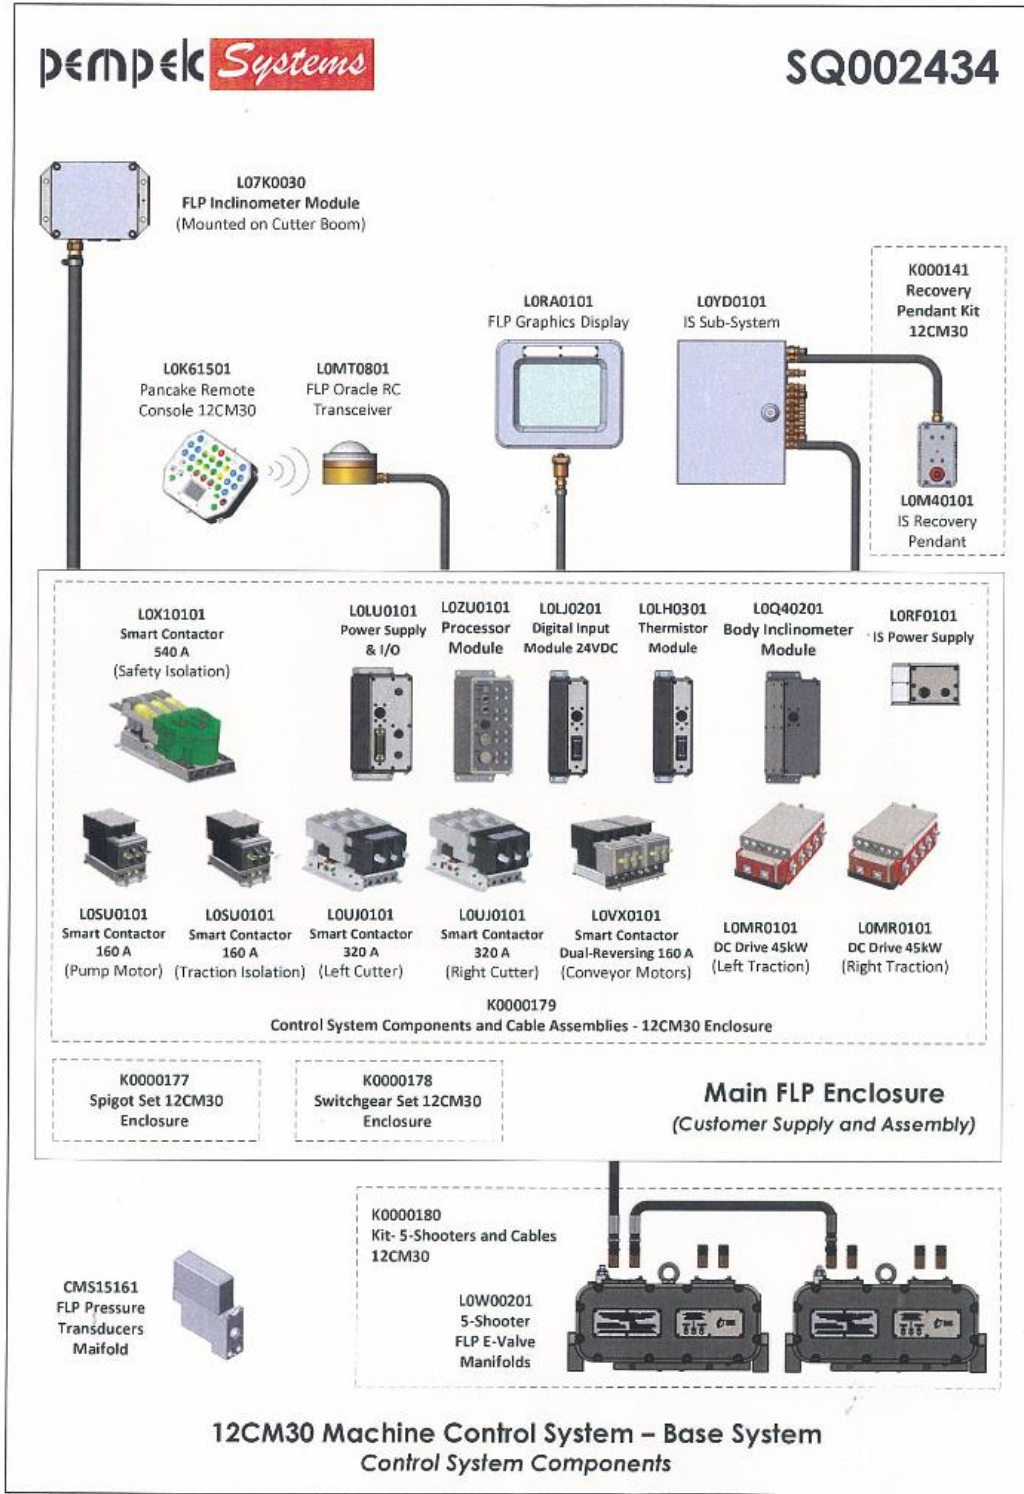 pempek Systems
SQ002434
L07K0030
FLP Inclinometer Module
(Mounted on Cutter Boom)
K000141
Recovery
Pendant Kit
12CM30
L0RA0101
FLP Graphics Display
L0YD0101
IS Sub-System
L0K61501
Pancake Remote
Console 12CM30
L0MT0801
FLP Oracle RC
Transceiver
L0M40101
IS Recovery
Pendant
L0X10101
Smart Contactor
540 A
(Safety Isolation)
L0LU0101
Power Supply
& I/O
L0ZU0101
Processor
Module
L0LJ0201
Digital Input
Module 24VDC
L0LH0301
Thermistor
Module
L0Q40201
Body Inclinometer
Module
L0RF0101
IS Power Supply
L0SU0101
Smart Contactor
160 A
(Pump Motor)
L0SU0101
Smart Contactor
160 A
(Traction Isolation)
L0UJ0101
Smart Contactor
320 A
(Left Cutter)
L0UJ0101
Smart Contactor
320 A
(Right Cutter)
L0VX0101
Smart Contactor
Dual-Reversing 160 A
(Conveyor Motors)
L0MR0101
DC Drive 45kW
(Left Traction)
L0MR0101
DC Drive 45kW
(Right Traction)
K0000179
Control System Components and Cable Assemblies - 12CM30 Enclosure
K0000177
Spigot Set 12CM30
Enclosure
K0000178
Switchgear Set 12CM30
Enclosure
Main FLP Enclosure
(Customer Supply and Assembly)
K0000180
Kit- 5-Shooters and Cables
12CM30
CMS15161
FLP Pressure
Transducers
Maifold
L0W00201
5-Shooter
FLP E-Valve
Manifolds
12CM30 Machine Control System – Base System
Control System Components